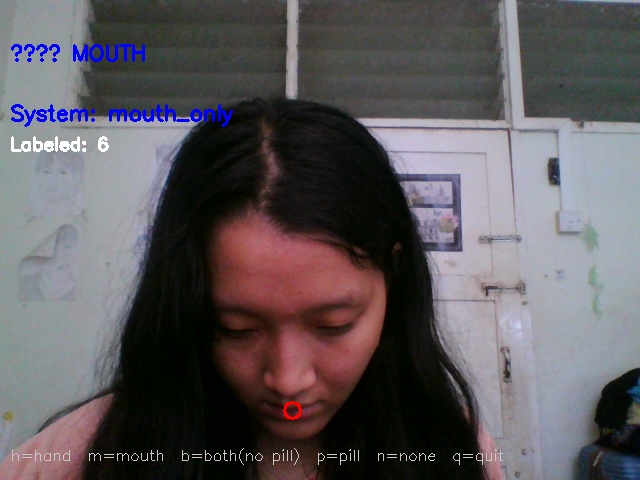 ???? MOUTH
System: mouth_only
Labeled: 6
h=hand m=mouth b=both(no pill) p=pill n=none q=quit